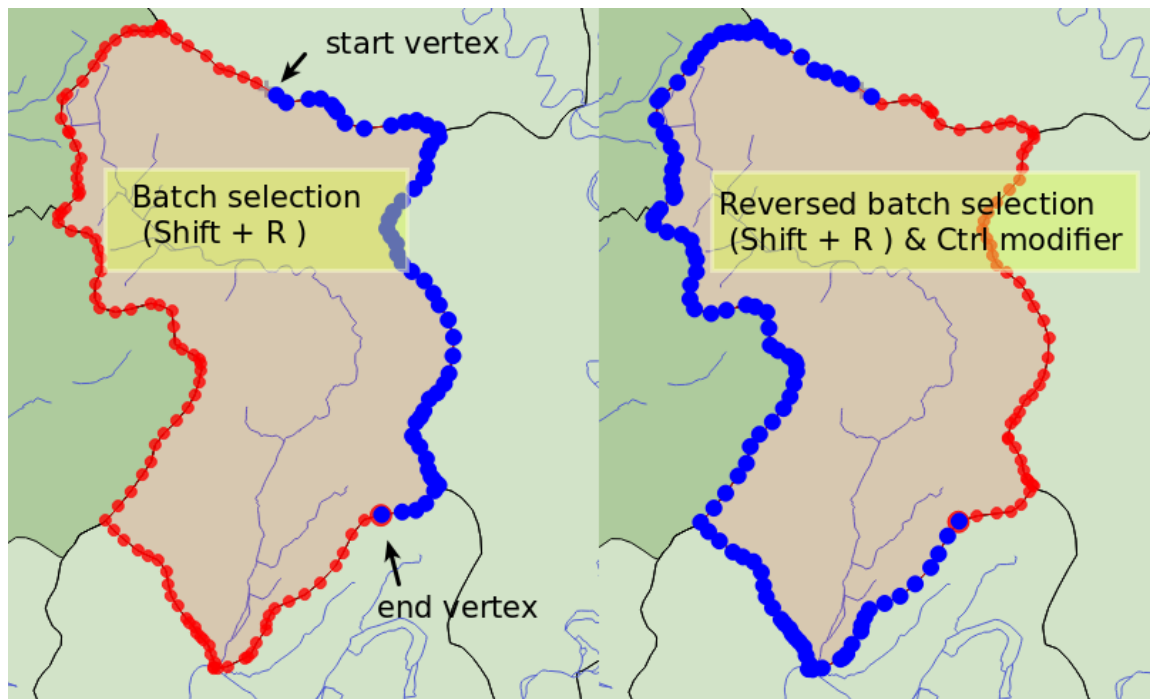 start vertex
Batch selection
(Shift + R )
end vertex
Reversed batch selection
(Shift + R ) & Ctrl modifier